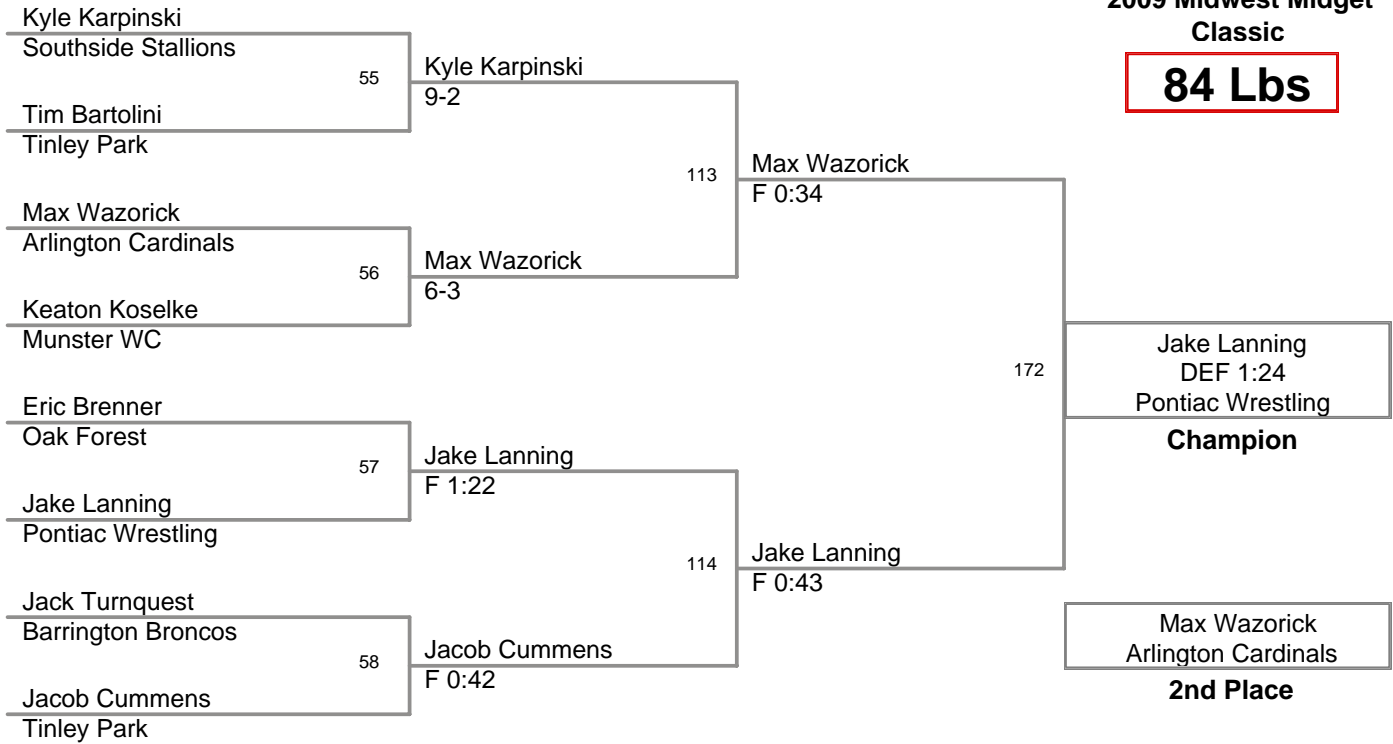 2009 Midwest Midget
Classic
84 Lbs
Kyle Karpinski
Southside Stallions
55
Tim Bartolini
Tinley Park
Max Wazorick
Arlington Cardinals
56
Keaton Koselke
Munster WC
Eric Brenner
Oak Forest
57
Jake Lanning
Pontiac Wrestling
Jack Turnquest
Barrington Broncos
58
Jacob Cummens
Tinley Park
Kyle Karpinski
9-2
113
Max Wazorick
6-3
Jake Lanning
F 1:22
114
Jacob Cummens
F 0:42
Max Wazorick
F 0:34
172
Jake Lanning
F 0:43
Jake Lanning
DEF 1:24
Pontiac Wrestling
Champion
Max Wazorick
Arlington Cardinals
2nd Place